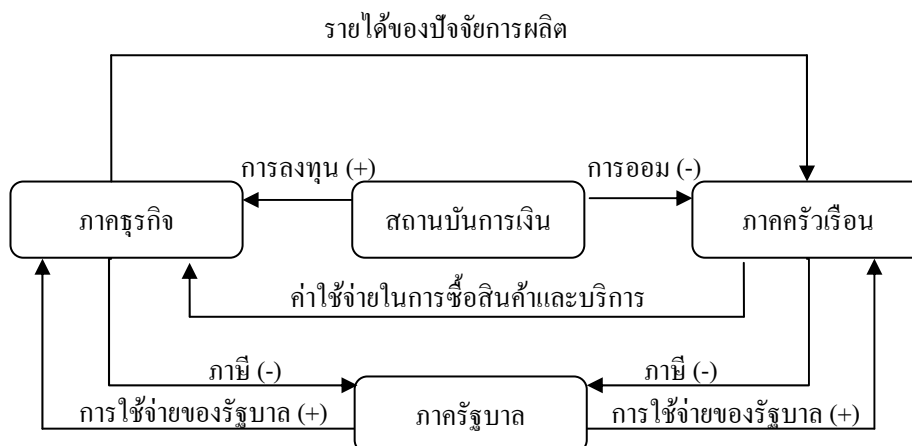 รายได้ของปัจจัยการผลิต
การลงทุน (+)
การออม (-)
ภาคธุรกิจ
สถาบันการเงิน
ภาคครัวเรือน
ค่าใช้จ่ายในการซื้อสินค้าและบริการ
ภาษี (-)
ภาษี (-)
การใช้จ่ายของรัฐบาล (+)
ภาครัฐบาล
การใช้จ่ายของรัฐบาล (+)